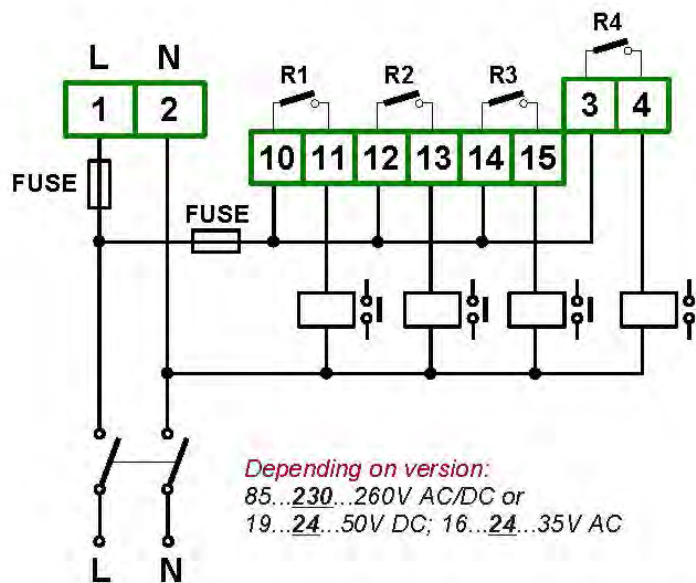 L N
R1 R2 R3 R4
1 2
3 4
10 11 12 13 14 15
FUSE
FUSE
Depending on version:
85...230...260V AC/DC or
19...24...50V DC; 16...24...35V AC
L N